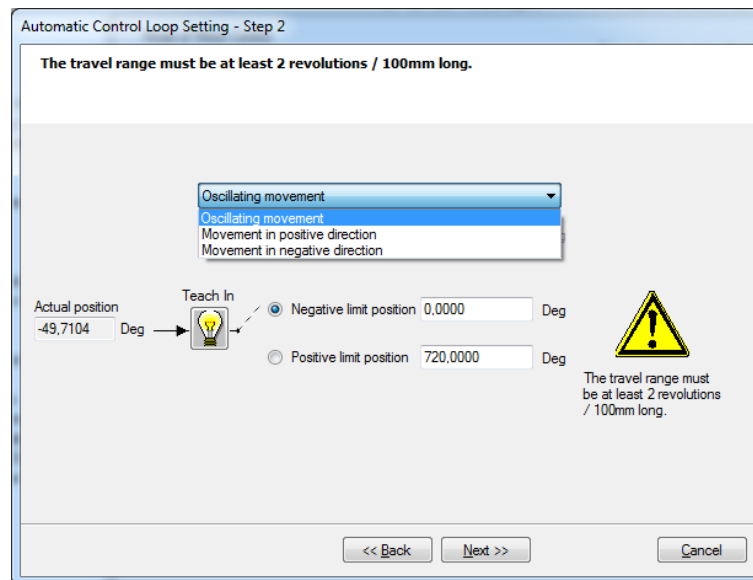 Automatic Control Loop Setting - Step 2
The travel range must be at least 2 revolutions / 100mm long.
Oscillating movement
Oscillating movement
Movement in positive direction
Movement in negative direction
Teach In
Actual position
-49,7104 Deg
Negative limit position 0,0000 Deg
Positive limit position 720,0000 Deg
The travel range must
be at least 2 revolutions
/ 100mm long.
<< Back Next >> Cancel